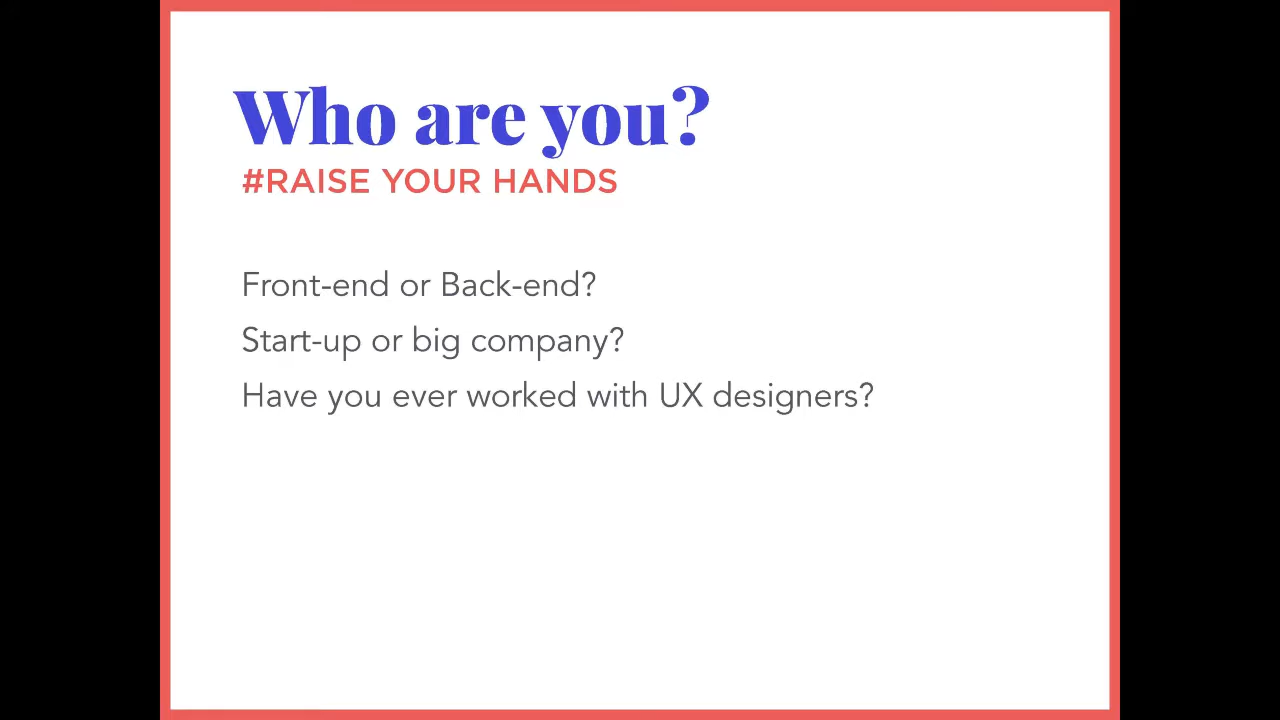 Who are you?
#RAISE YOUR HANDS
Front-end or Back-end?
Start-up or big company?
Have you ever worked with UX designers?